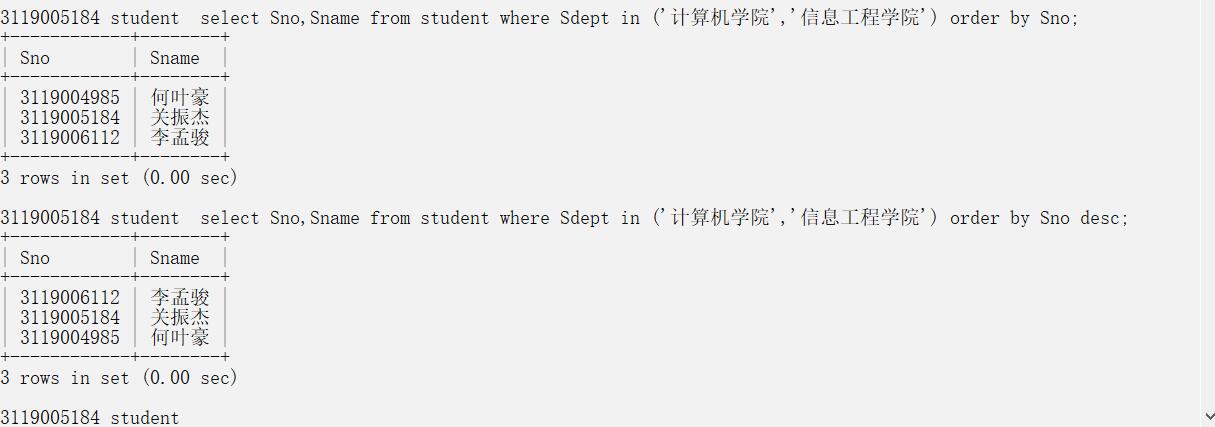 3119005184 student  select Sno,Sname from student where Sdept in ('计算机学院','信息工程学院') order by Sno;
+------------+--------+
| Sno        | Sname  |
+------------+--------+
| 3119004985 | 何叶豪 |
| 3119005184 | 关振杰 |
| 3119006112 | 李孟骏 |
+------------+--------+
3 rows in set (0.00 sec)
3119005184 student  select Sno,Sname from student where Sdept in ('计算机学院','信息工程学院') order by Sno desc;
+------------+--------+
| Sno        | Sname  |
+------------+--------+
| 3119006112 | 李孟骏 |
| 3119005184 | 关振杰 |
| 3119004985 | 何叶豪 |
+------------+--------+
3 rows in set (0.00 sec)
3119005184 student